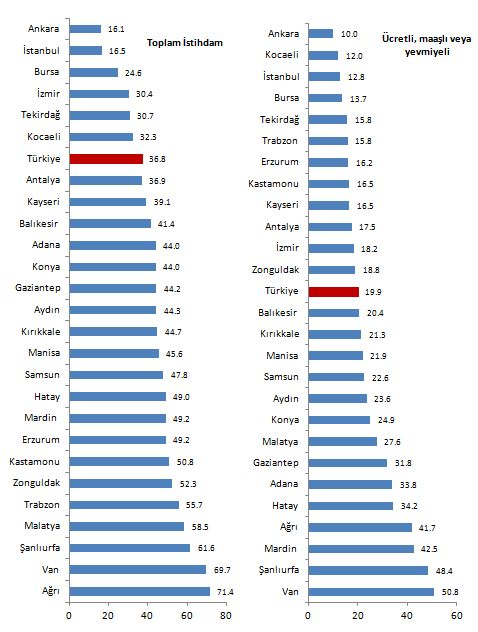 Toplam İstihdam
Ankara 16.1
İstanbul 16.5
Bursa 24.6
İzmir 30.4
Tekirdağ 30.7
Kocaeli 32.3
Türkiye 36.8
Antalya 36.9
Kayseri 39.1
Balıkesir 41.4
Adana 44.0
Konya 44.0
Gaziantep 44.2
Aydın 44.3
Kırıkkale 44.7
Manisa 45.6
Samsun 47.8
Hatay 49.0
Mardin 49.2
Erzurum 49.2
Kastamonu 50.8
Zonguldak 52.3
Trabzon 55.7
Malatya 58.5
Şanlıurfa 61.6
Van 69.7
Ağrı 71.4
0 20 40 60 80
Ücretli, maaşlı veya
yevmiyeli
Ankara 10.0
Kocaeli 12.0
İstanbul 12.8
Bursa 13.7
Tekirdağ 15.8
Trabzon 15.8
Erzurum 16.2
Kastamonu 16.5
Kayseri 16.5
Antalya 17.5
İzmir 18.2
Zonguldak 18.8
Türkiye 19.9
Balıkesir 20.4
Kırıkkale 21.3
Manisa 21.9
Samsun 22.6
Aydın 23.6
Konya 24.9
Malatya 27.6
Gaziantep 31.8
Adana 33.8
Hatay 34.2
Ağrı 41.7
Mardin 42.5
Şanlıurfa 48.4
Van 50.8
0 20 40 60